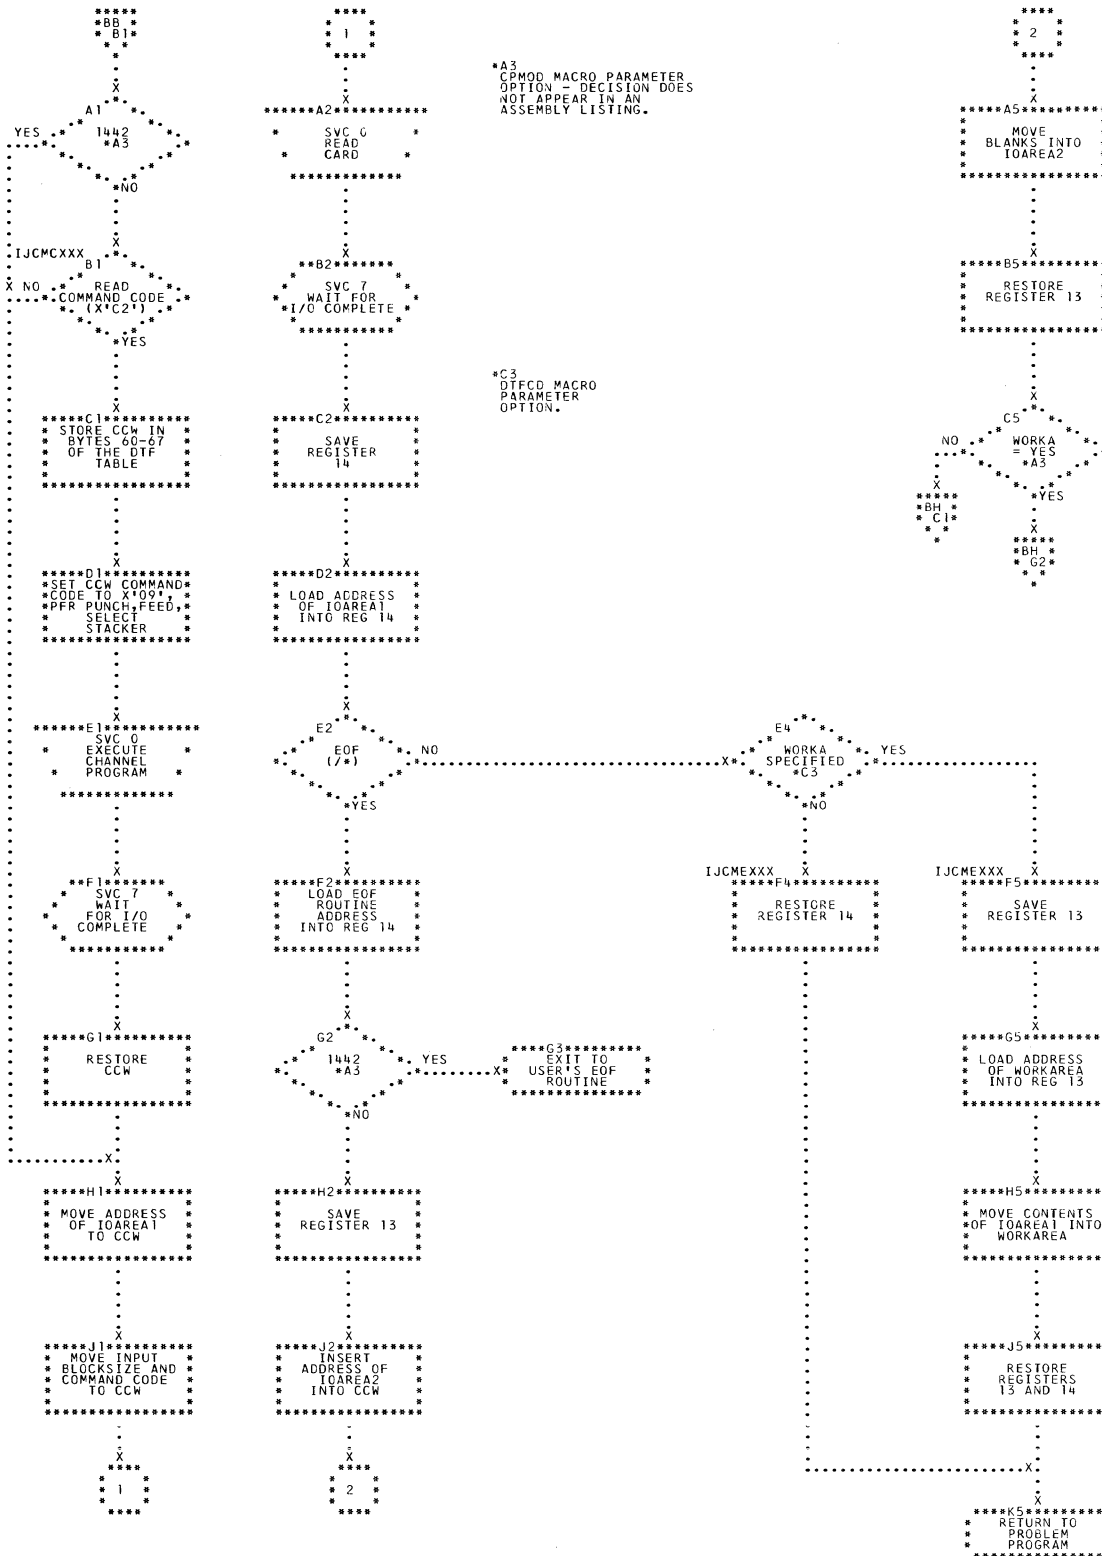 BB
B1
A1
1442
*A3
YES
NO
IJCMCXXX
B1
READ
COMMAND CODE
(X'C2')
NO
YES
C1
STORE CCW IN
BYTES 60-67
OF THE DTF
TABLE
D1
SET CCW COMMAND
CODE TO X'09',
PFR PUNCH,FEED,
SELECT
STACKER
E1
SVC 0
EXECUTE
CHANNEL
PROGRAM
F1
SVC 7
WAIT
FOR I/O
COMPLETE
G1
RESTORE
CCW
H1
MOVE ADDRESS
OF IOAREA1
TO CCW
J1
MOVE INPUT
BLOCKSIZE AND
COMMAND CODE
TO CCW
1
1
A2
SVC 0
READ
CARD
B2
SVC 7
WAIT FOR
I/O COMPLETE
C2
SAVE
REGISTER
14
D2
LOAD ADDRESS
OF IOAREA1
INTO REG 14
E2
EOF
(/*)
NO
YES
F2
LOAD EOF
ROUTINE
ADDRESS
INTO REG 14
G2
1442
*A3
YES
NO
H2
SAVE
REGISTER 13
J2
INSERT
ADDRESS OF
IOAREA2
INTO CCW
2
*A3
CPMOD MACRO PARAMETER
OPTION - DECISION DOES
NOT APPEAR IN AN
ASSEMBLY LISTING.
*C3
DTFCD MACRO
PARAMETER
OPTION.
G3
EXIT TO
USER'S EOF
ROUTINE
E4
WORKA
SPECIFIED
*C3
YES
NO
IJCMEXXX
F4
RESTORE
REGISTER 14
2
A5
MOVE
BLANKS INTO
IOAREA2
B5
RESTORE
REGISTER 13
C5
WORKA
= YES
*A3
NO
YES
BH
C1
BH
G2
IJCMEXXX
F5
SAVE
REGISTER 13
G5
LOAD ADDRESS
OF WORKAREA
INTO REG 13
H5
MOVE CONTENTS
OF IOAREA1 INTO
WORKAREA
J5
RESTORE
REGISTERS
13 AND 14
K5
RETURN TO
PROBLEM
PROGRAM